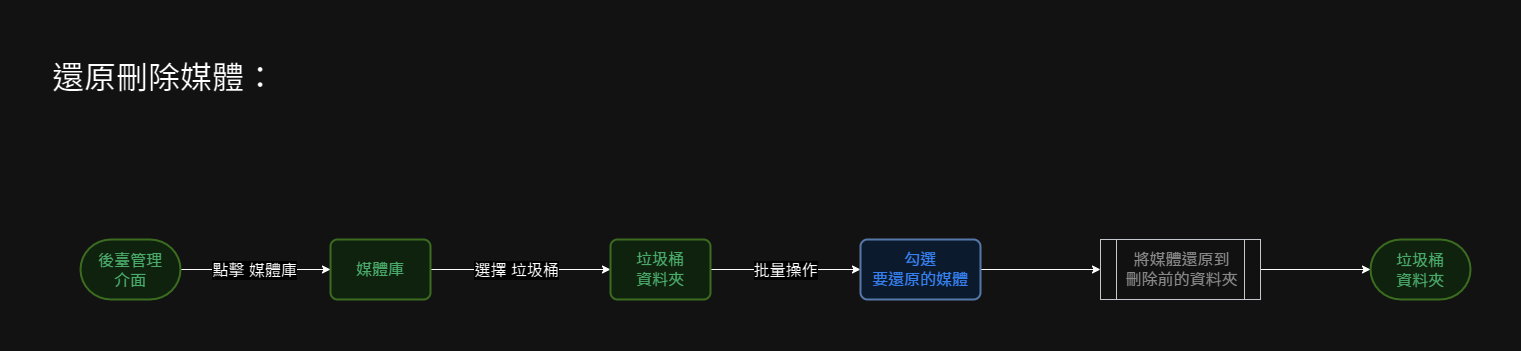 還原刪除媒體：
後臺管理
介面
點擊 媒體庫
媒體庫
選擇 垃圾桶
垃圾桶
資料夾
批量操作
勾選
要還原的媒體
將媒體還原到
刪除前的資料夾
垃圾桶
資料夾